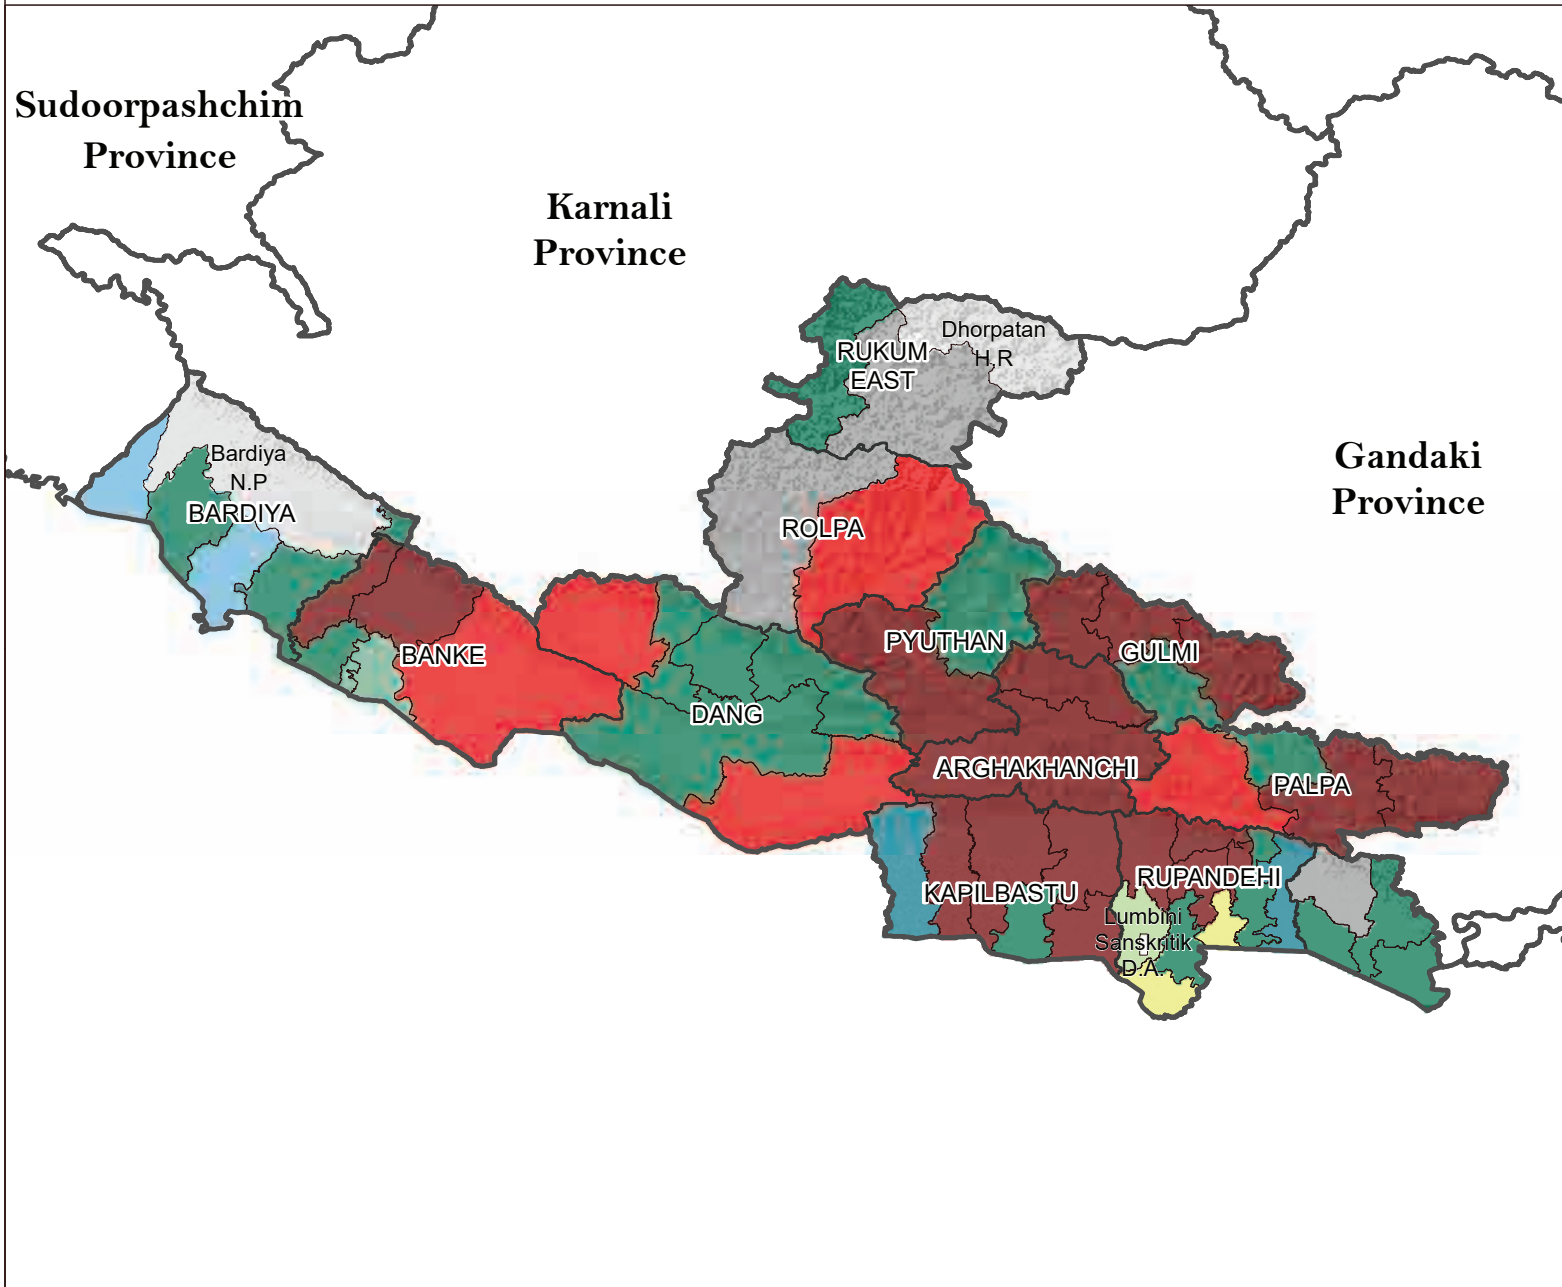 Sudoorpashchim
Province
Karnali
Province
Dhorpatan
H,R
RUKUM
EAST
Bardiya
N.P
BARDIYA
Gandaki
Province
ROLPA
PYUTHAN
GULMI
BANKE
DANG
ARGHAKHANCHI
PALPA
KAPILBASTU
RUPANDEHI
Lumbini
Sanskritik
D.A.